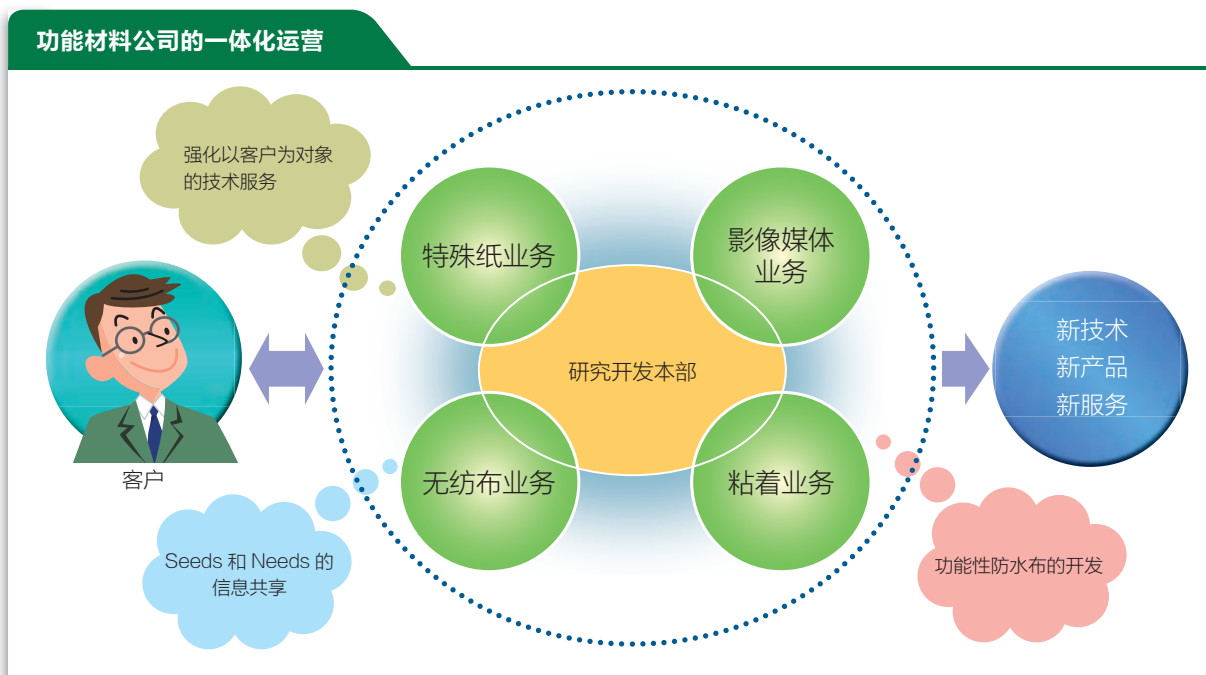 功能材料公司的一体化运营
强化以客户为对象
的技术服务
特殊纸业务
影像媒体
业务
研究开发本部
新技术
新产品
新服务
客户
无纺布业务
粘着业务
Seeds 和 Needs 的
信息共享
功能性防水布的开发